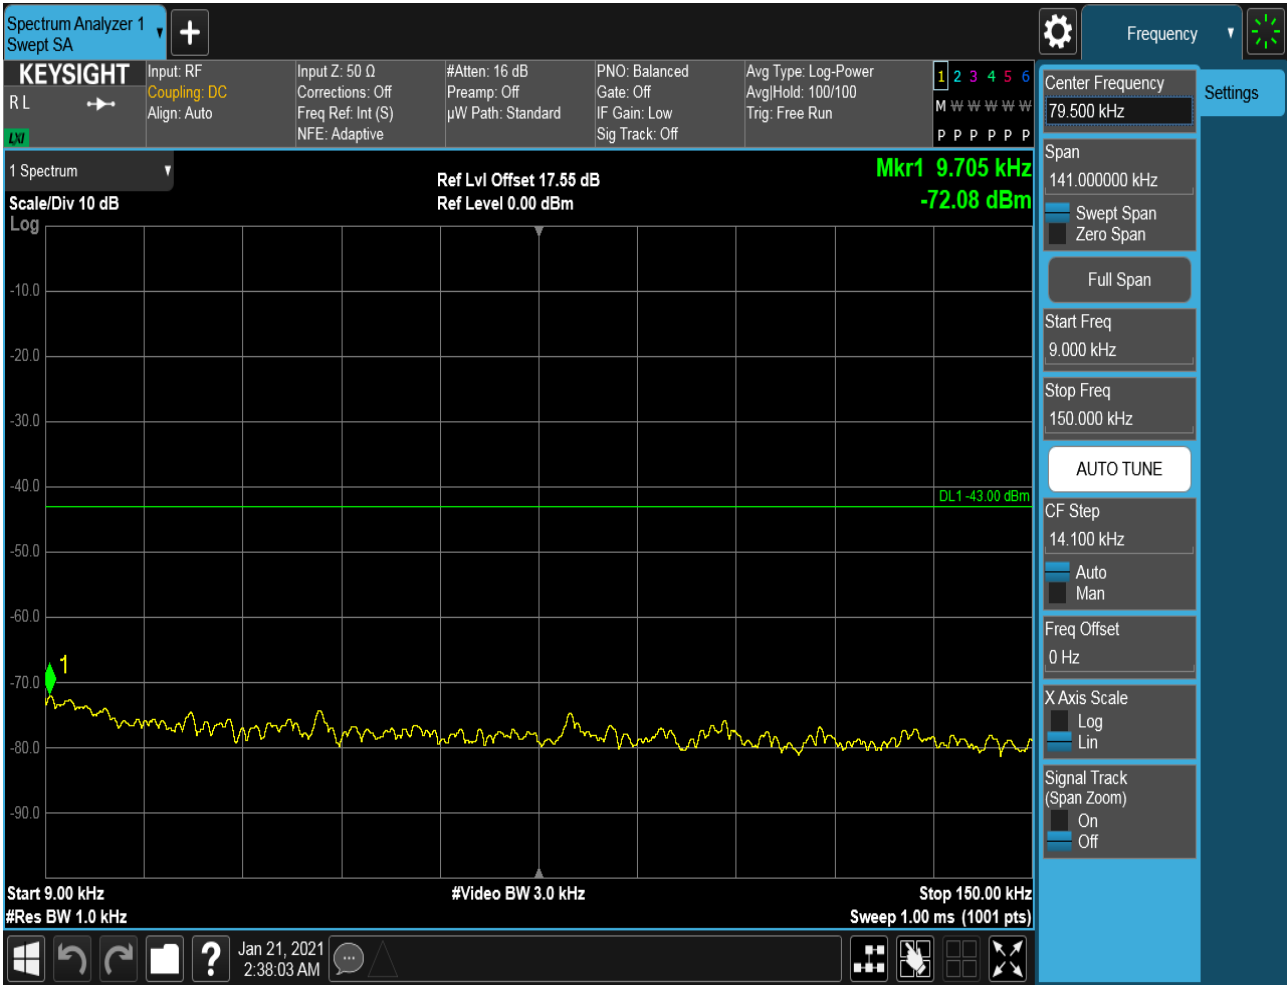 Spectrum Analyzer 1
Swept SA
Frequency
KEYSIGHT
R L
LXI
Input: RF
Coupling: DC
Align: Auto
Input Z: 50 Ω
Corrections: Off
Freq Ref: Int (S)
NFE: Adaptive
#Atten: 16 dB
Preamp: Off
µW Path: Standard
PNO: Balanced
Gate: Off
IF Gain: Low
Sig Track: Off
Avg Type: Log-Power
Avg|Hold: 100/100
Trig: Free Run
1 2 3 4 5 6
M W W W W W
P P P P P P
1 Spectrum
Scale/Div 10 dB
Log
Ref Lvl Offset 17.55 dB
Ref Level 0.00 dBm
Mkr1 9.705 kHz
-72.08 dBm
-10.0
-20.0
-30.0
-40.0
DL1 -43.00 dBm
-50.0
-60.0
1
-70.0
-80.0
-90.0
Start 9.00 kHz
#Res BW 1.0 kHz
#Video BW 3.0 kHz
Stop 150.00 kHz
Sweep 1.00 ms (1001 pts)
Center Frequency
79.500 kHz
Settings
Span
141.000000 kHz
Swept Span
Zero Span
Full Span
Start Freq
9.000 kHz
Stop Freq
150.000 kHz
AUTO TUNE
CF Step
14.100 kHz
Auto
Man
Freq Offset
0 Hz
X Axis Scale
Log
Lin
Signal Track
(Span Zoom)
On
Off
?
Jan 21, 2021
2:38:03 AM